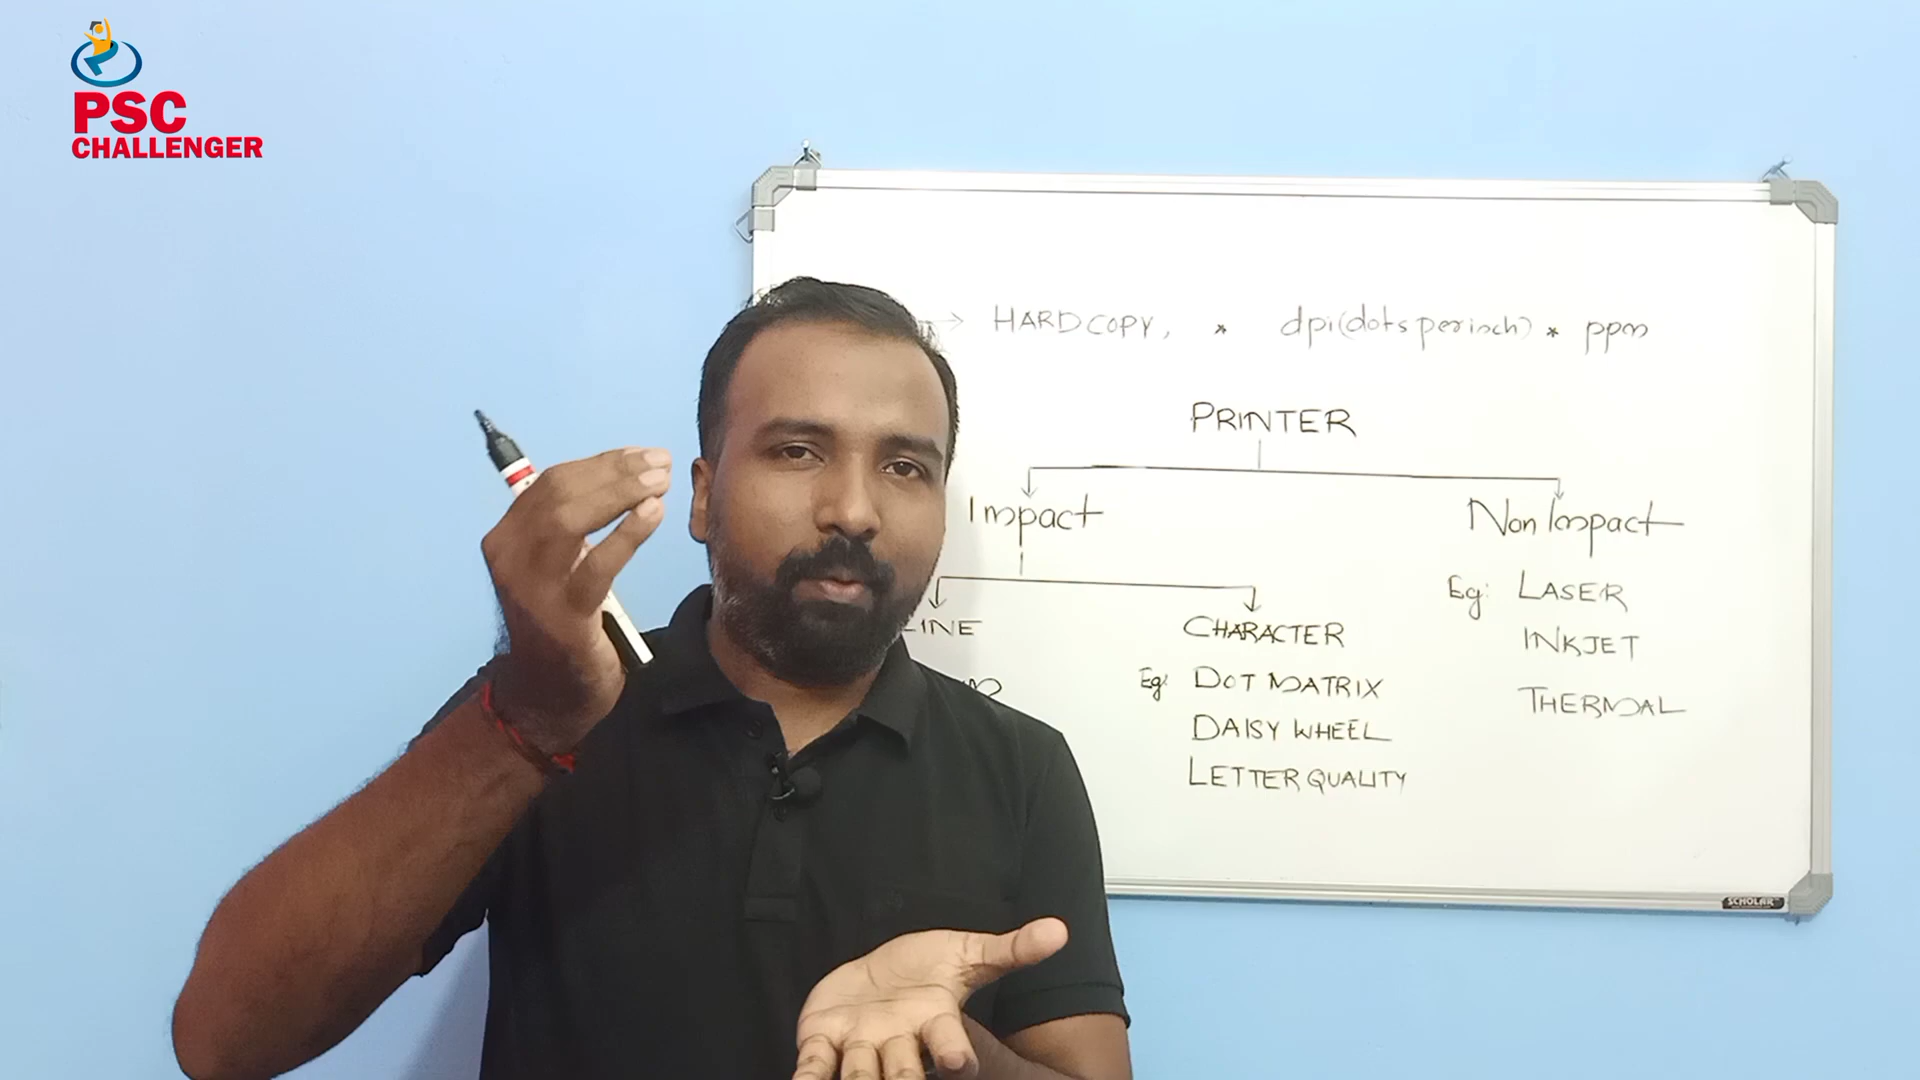 PSC
CHALLENGER
HARDCOPY, * dpi(dots per inch) * ppm
PRINTER
Impact
Non Impact
LINE
CHARACTER
Eg: DOT MATRIX
DAISY WHEEL
LETTER QUALITY
Eg: LASER
INKJET
THERMAL
SCHOLAR